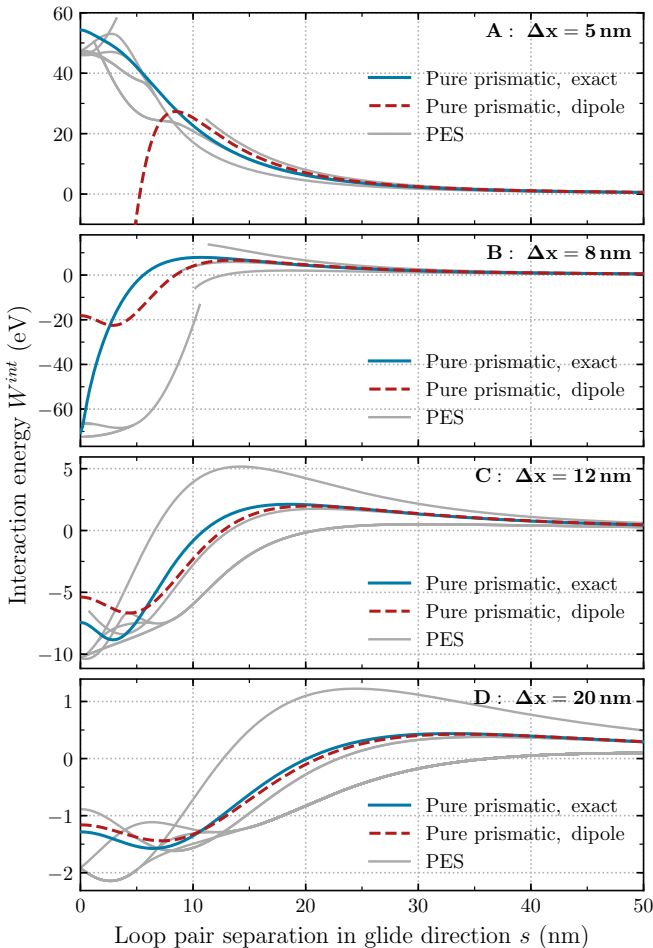 A : Δx = 5 nm
60
40
20
0
Pure prismatic, exact
Pure prismatic, dipole
PES
B : Δx = 8 nm
0
−20
−40
−60
Pure prismatic, exact
Pure prismatic, dipole
PES
C : Δx = 12 nm
5
0
−5
−10
Pure prismatic, exact
Pure prismatic, dipole
PES
D : Δx = 20 nm
1
0
−1
−2
Pure prismatic, exact
Pure prismatic, dipole
PES
0 10 20 30 40 50
Interaction energy W^{int} (eV)
Loop pair separation in glide direction s (nm)